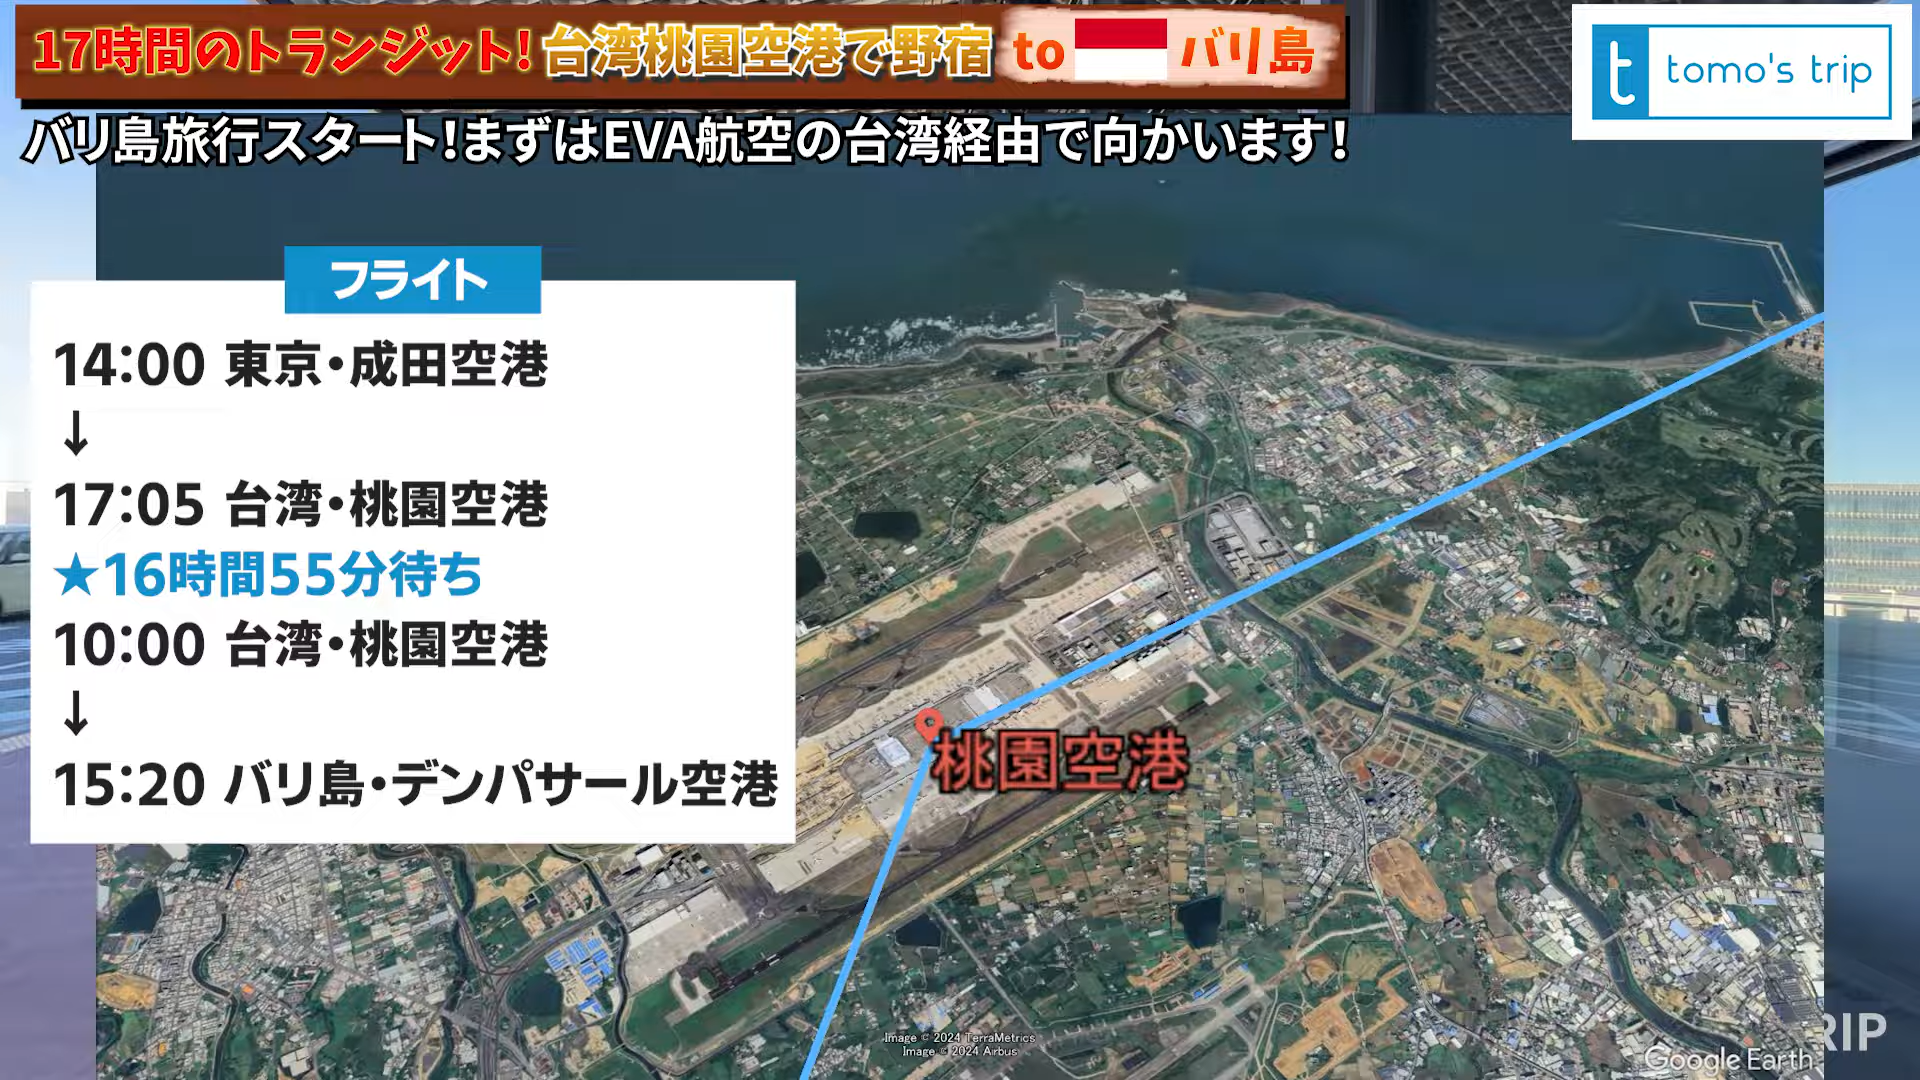 17時間のトランジット!台湾桃園空港で野宿 to バリ島
t tomo's trip
バリ島旅行スタート!まずはEVA航空の台湾経由で向かいます!
フライト
14:00 東京・成田空港
↓
17:05 台湾・桃園空港
★16時間55分待ち
10:00 台湾・桃園空港
↓
15:20 バリ島・デンパサール空港
桃園空港
Image © 2024 TerraMetrics
Image © 2024 Airbus
RIP
Google Earth